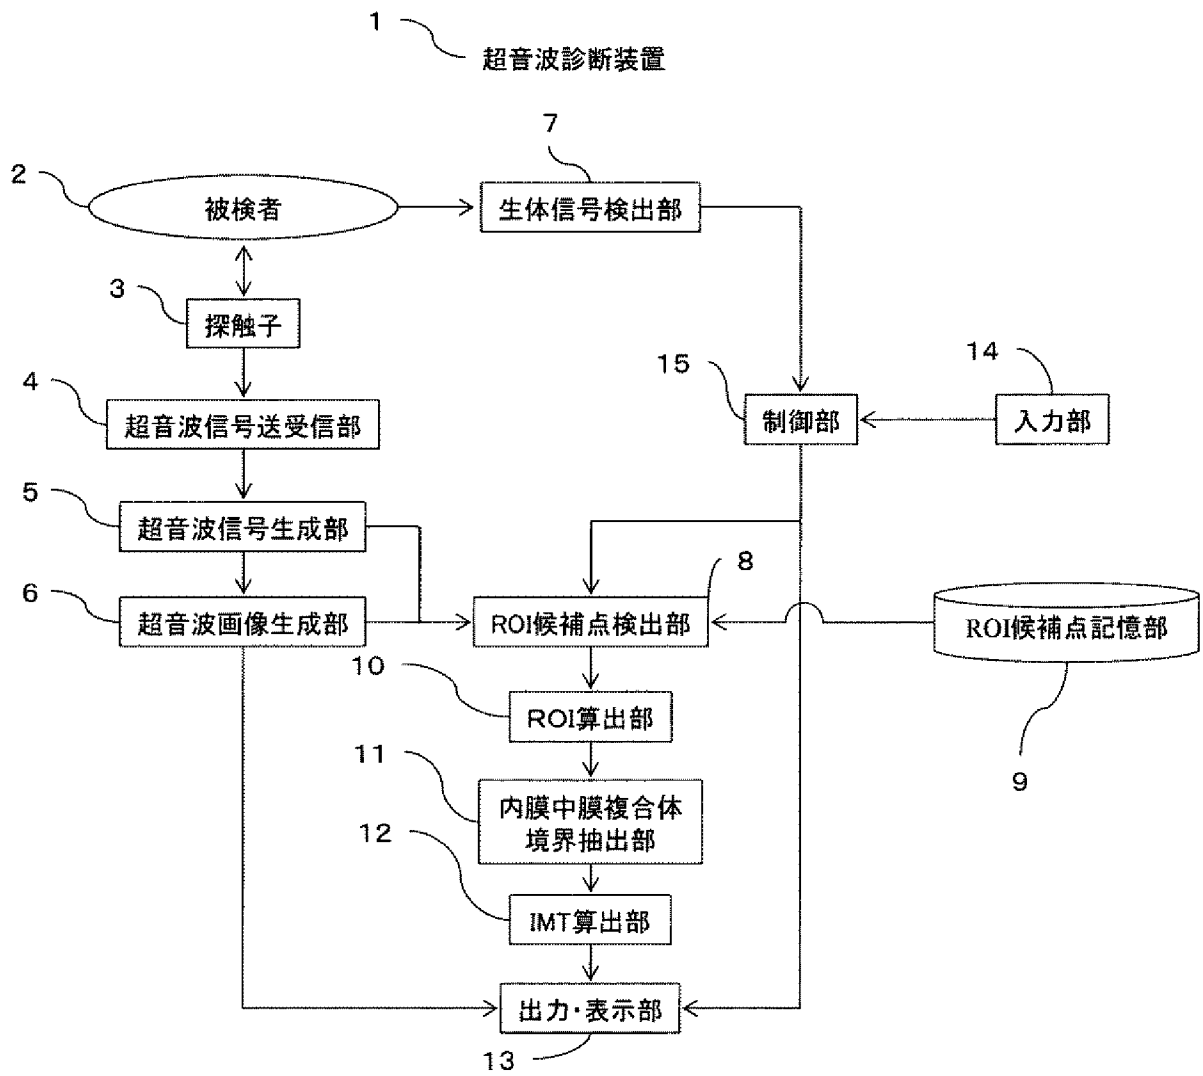 1
超音波診断装置
7
2
被検者
生体信号検出部
3
探触子
15
14
4
超音波信号送受信部
制御部
入力部
5
超音波信号生成部
8
6
超音波画像生成部
ROI候補点検出部
ROI候補点記憶部
10
ROI算出部
9
11
内膜中膜複合体
境界抽出部
12
IMT算出部
出力・表示部
13